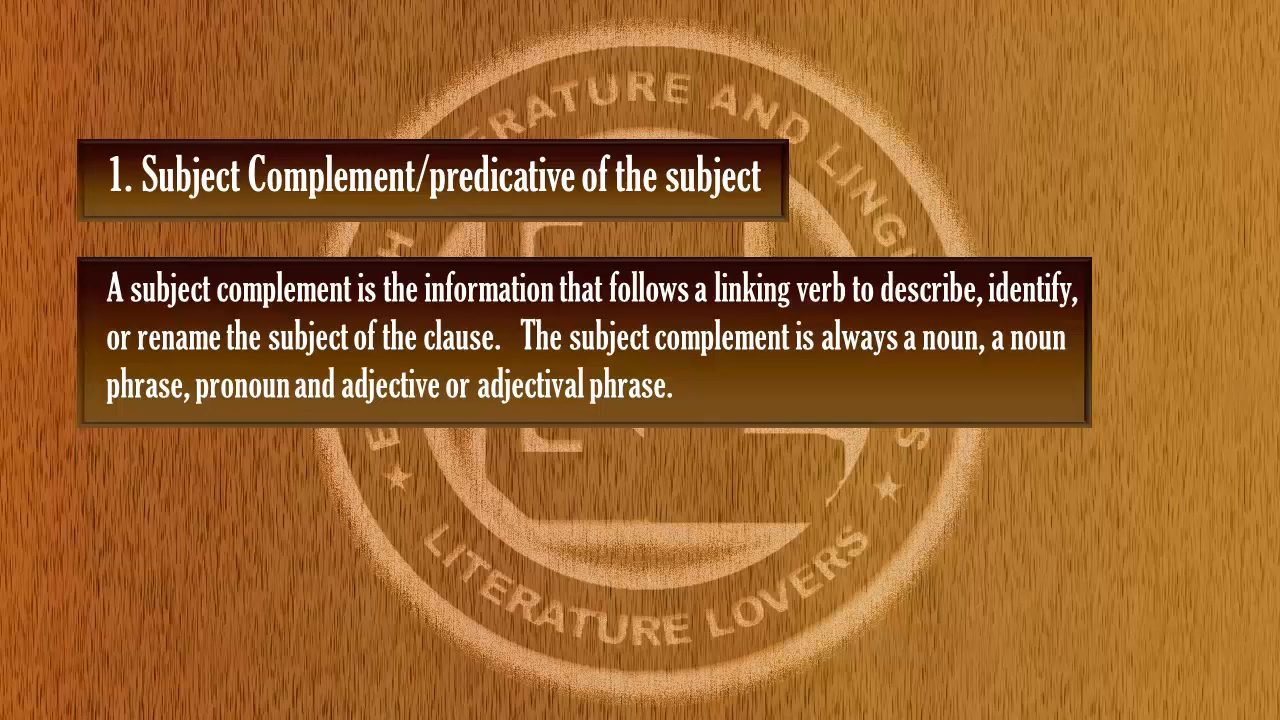 1. Subject Complement/predicative of the subject
A subject complement is the information that follows a linking verb to describe, identify,
or rename the subject of the clause. The subject complement is always a noun, a noun
phrase, pronoun and adjective or adjectival phrase.
ERATURE AND LINGU
LITERATURE LOVERS